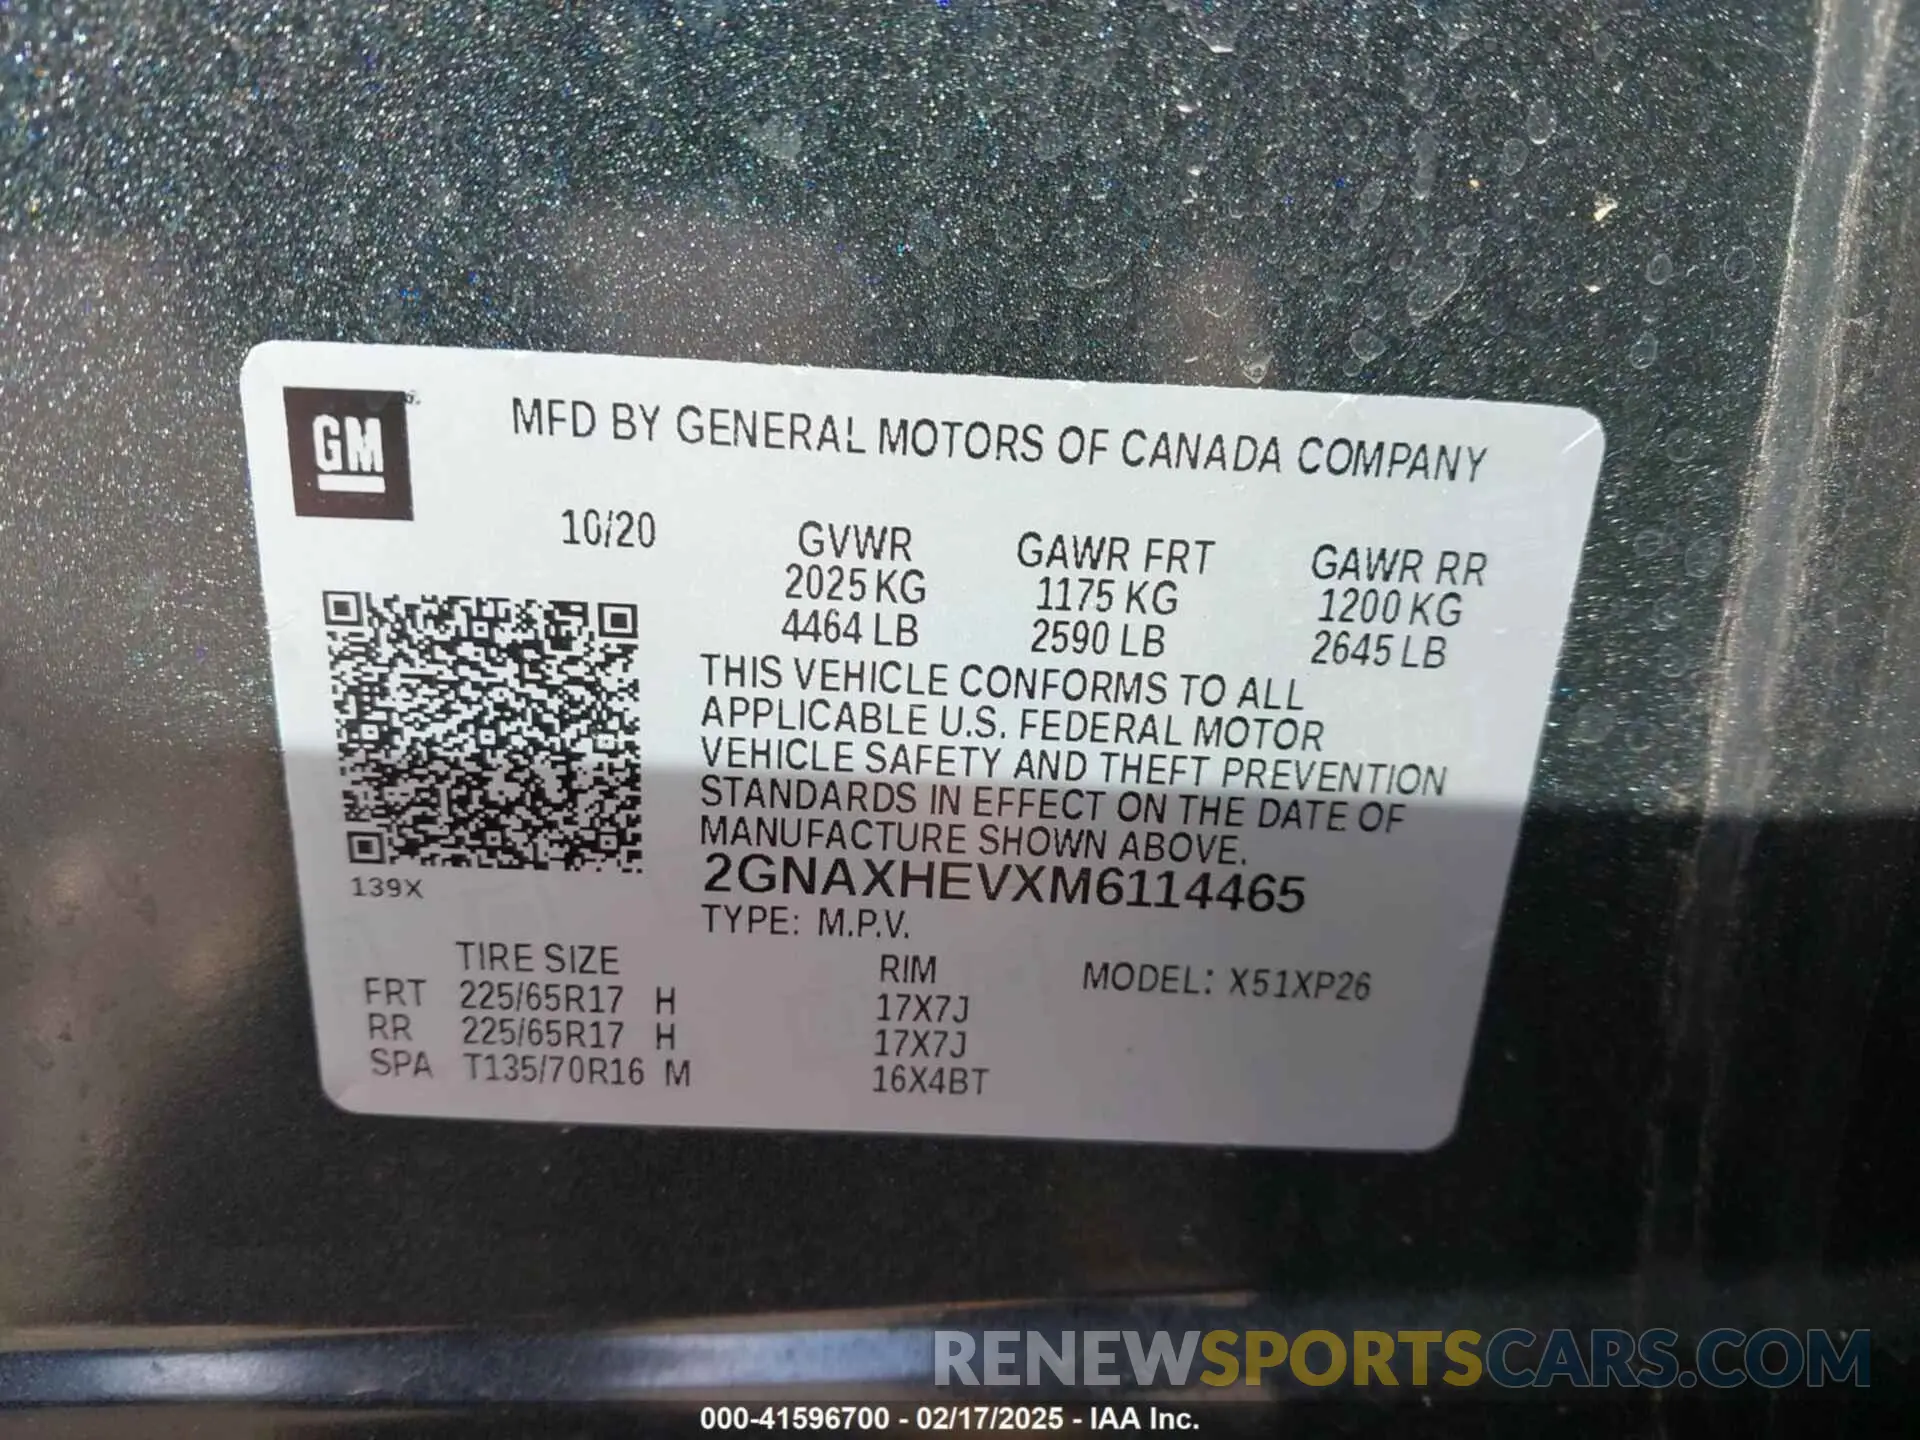 GM
MFD BY GENERAL MOTORS OF CANADA COMPANY
10/20
GVWR GAWR FRT GAWR RR
2025 KG 1175 KG 1200 KG
4464 LB 2590 LB 2645 LB
THIS VEHICLE CONFORMS TO ALL
APPLICABLE U.S. FEDERAL MOTOR
VEHICLE SAFETY AND THEFT PREVENTION
STANDARDS IN EFFECT ON THE DATE OF
MANUFACTURE SHOWN ABOVE.
139X
2GNAXHEVXM6114465
TYPE: M.P.V.
TIRE SIZE RIM MODEL: X51XP26
FRT 225/65R17 H 17X7J
RR 225/65R17 H 17X7J
SPA T135/70R16 M 16X4BT
RENEWSPORTSCARS.COM
000-41596700 - 02/17/2025 - IAA Inc.